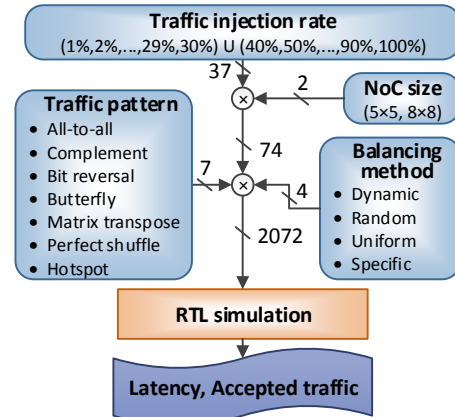 Traffic injection rate
(1%,2%,...,29%,30%) U (40%,50%,...,90%,100%)
37
×
2
NoC size
(5×5, 8×8)
Traffic pattern
• All-to-all
• Complement
• Bit reversal
• Butterfly
• Matrix transpose
• Perfect shuffle
• Hotspot
74
7
×
4
Balancing
method
• Dynamic
• Random
• Uniform
• Specific
2072
RTL simulation
Latency, Accepted traffic